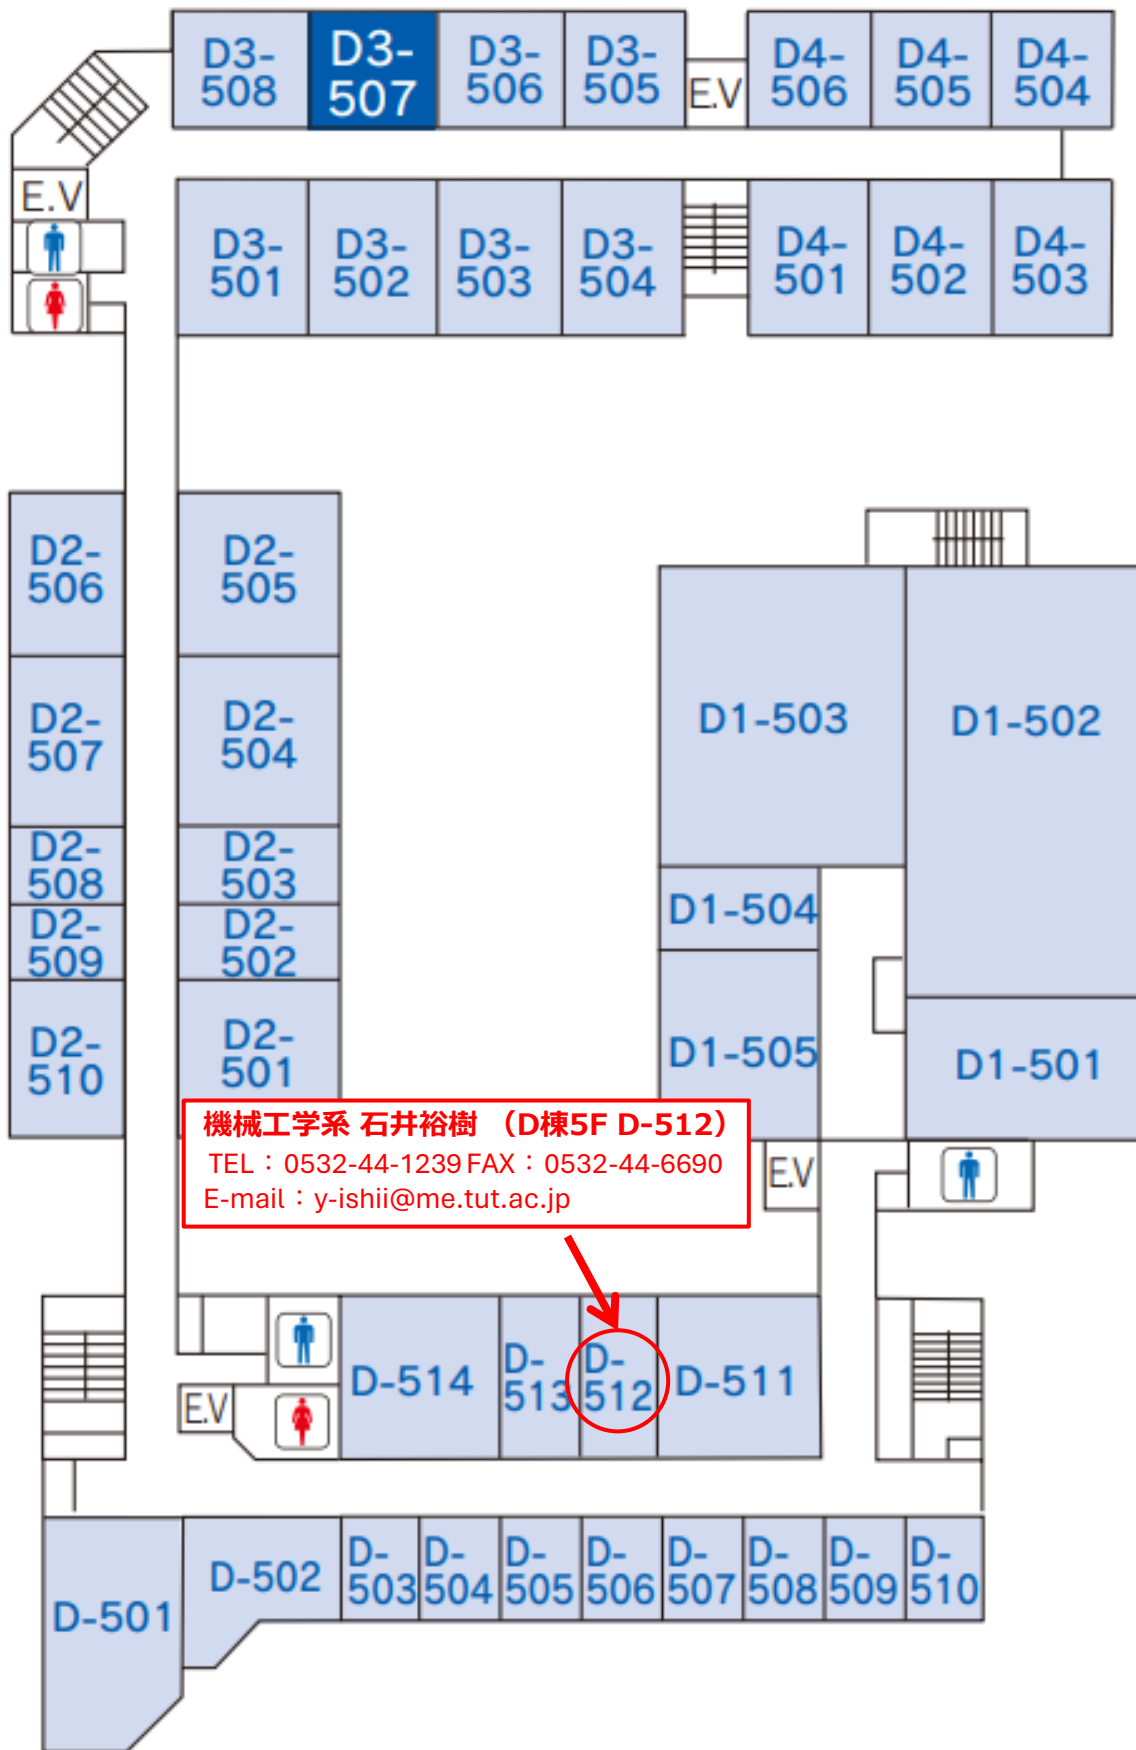 D3-
508
D3-
507
D3-
506
D3-
505
E.V
D4-
506
D4-
505
D4-
504
E.V
D3-
501
D3-
502
D3-
503
D3-
504
D4-
501
D4-
502
D4-
503
D2-
506
D2-
505
D2-
507
D2-
504
D1-503
D1-502
D2-
508
D2-
503
D1-504
D2-
509
D2-
502
D2-
510
D2-
501
D1-505
D1-501
機械工学系 石井裕樹 （D棟5F D-512）
TEL：0532-44-1239 FAX：0532-44-6690
E-mail：y-ishii@me.tut.ac.jp
E.V
E.V
D-514
D-
513
D-
512
D-511
D-501
D-502
D-
503
D-
504
D-
505
D-
506
D-
507
D-
508
D-
509
D-
510